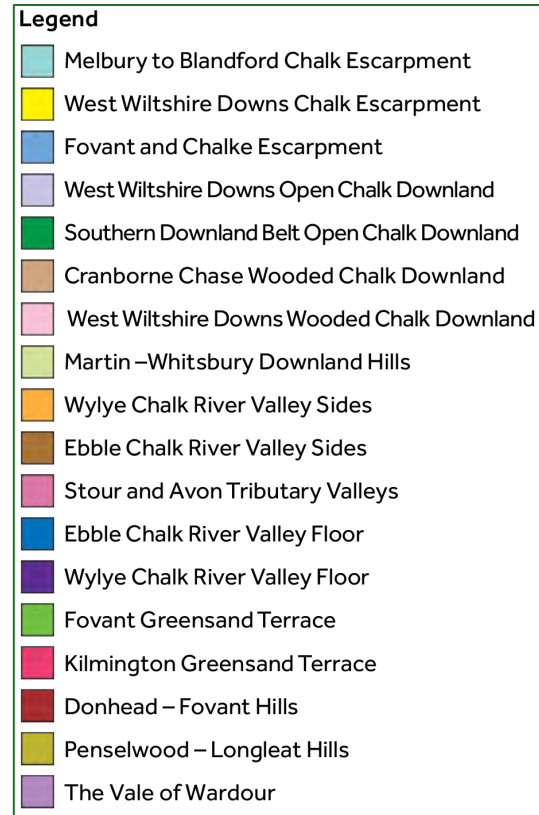 Legend
Melbury to Blandford Chalk Escarpment
West Wiltshire Downs Chalk Escarpment
Fovant and Chalke Escarpment
West Wiltshire Downs Open Chalk Downland
Southern Downland Belt Open Chalk Downland
Cranborne Chase Wooded Chalk Downland
West Wiltshire Downs Wooded Chalk Downland
Martin –Whitsbury Downland Hills
Wylye Chalk River Valley Sides
Ebble Chalk River Valley Sides
Stour and Avon Tributary Valleys
Ebble Chalk River Valley Floor
Wylye Chalk River Valley Floor
Fovant Greensand Terrace
Kilmington Greensand Terrace
Donhead – Fovant Hills
Penselwood – Longleat Hills
The Vale of Wardour